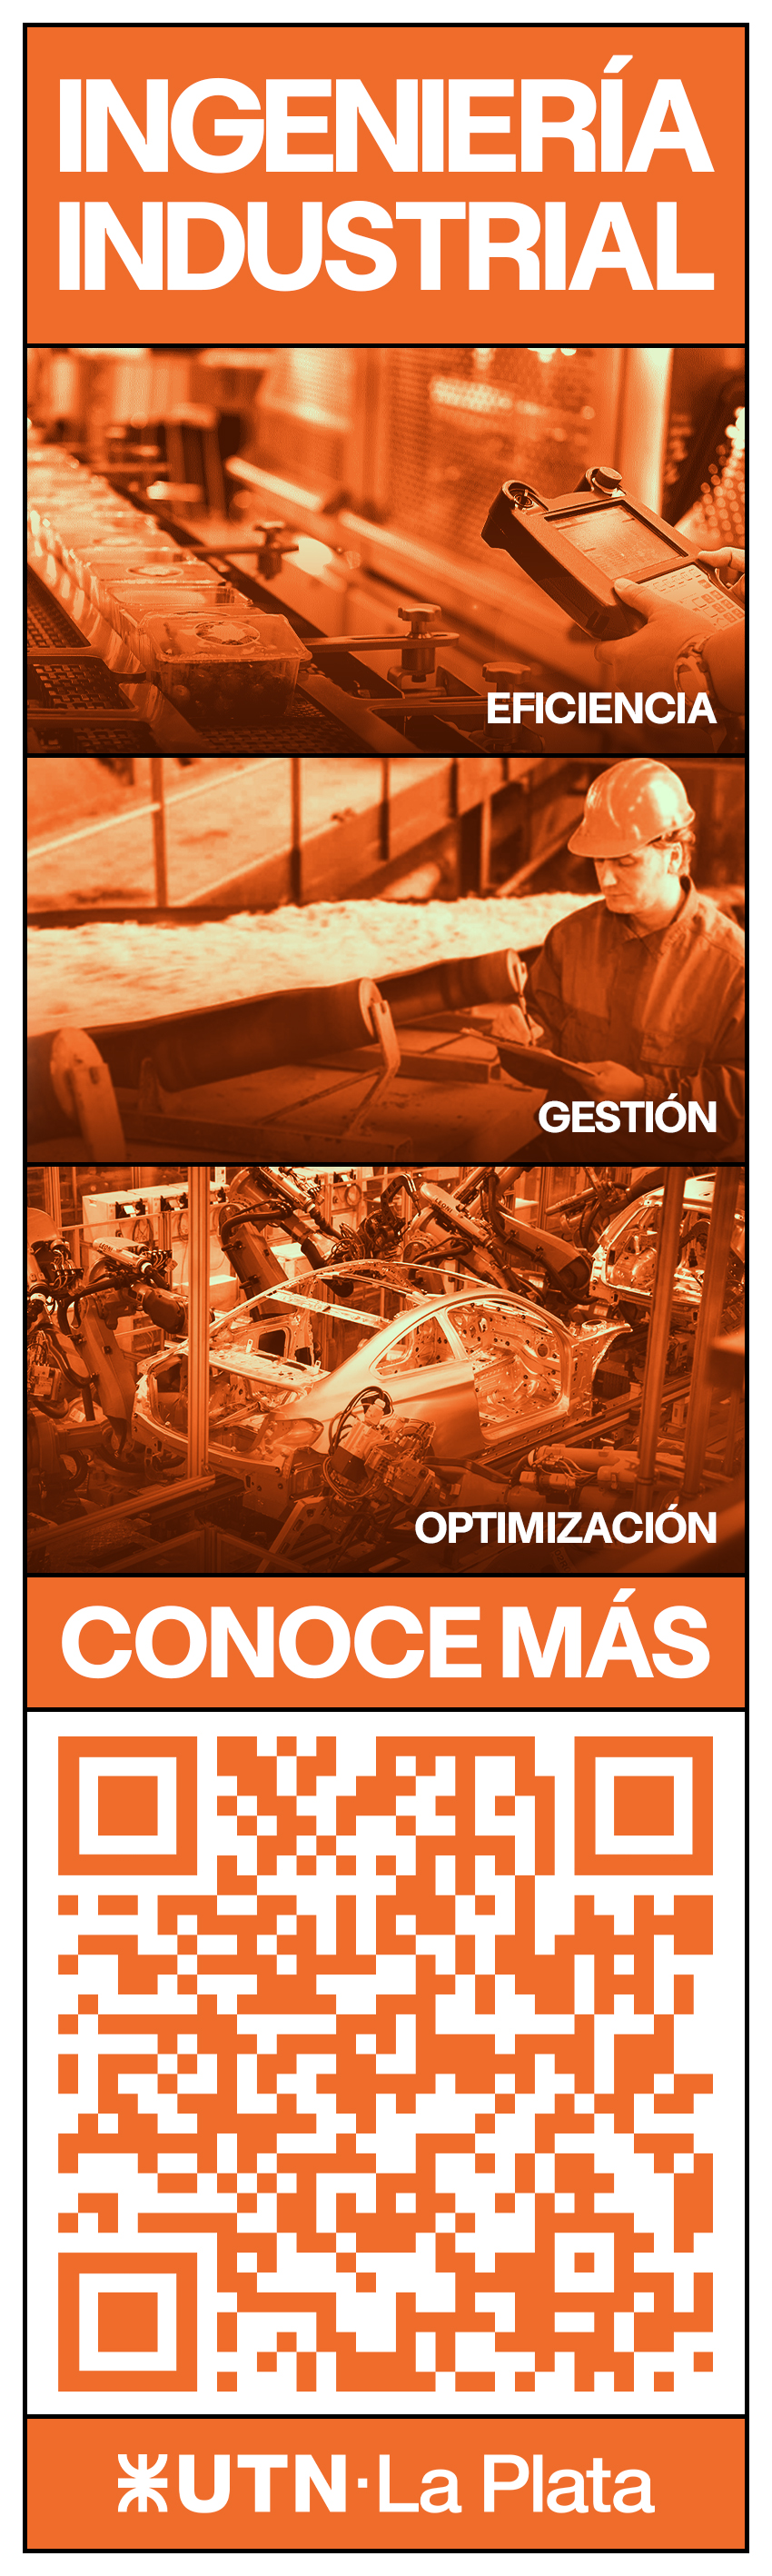 INGENIERÍA
INDUSTRIAL
EFICIENCIA
GESTIÓN
OPTIMIZACIÓN
CONOCE MÁS
UTN·La Plata